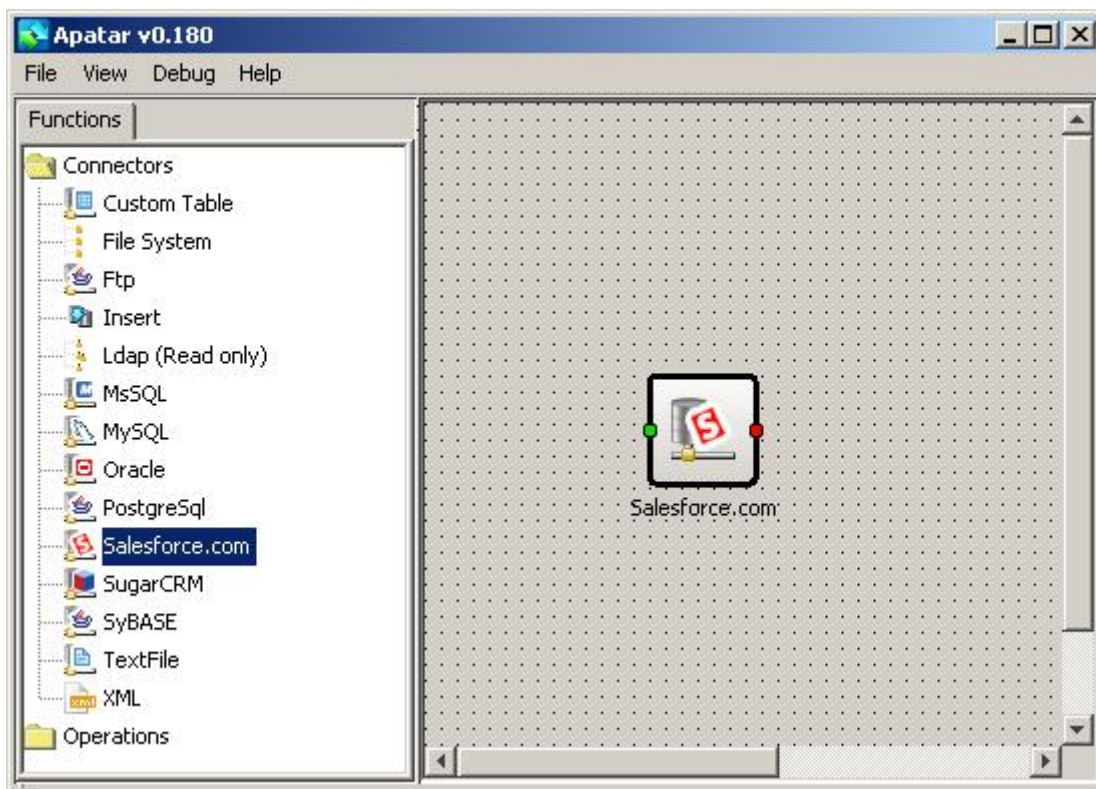 Apatar v0.180
File View Debug Help
Functions
Connectors
Custom Table
File System
Ftp
Insert
Ldap (Read only)
MsSQL
MySQL
Oracle
PostgreSql
Salesforce.com
SugarCRM
SyBASE
TextFile
XML
Operations
S
Salesforce.com